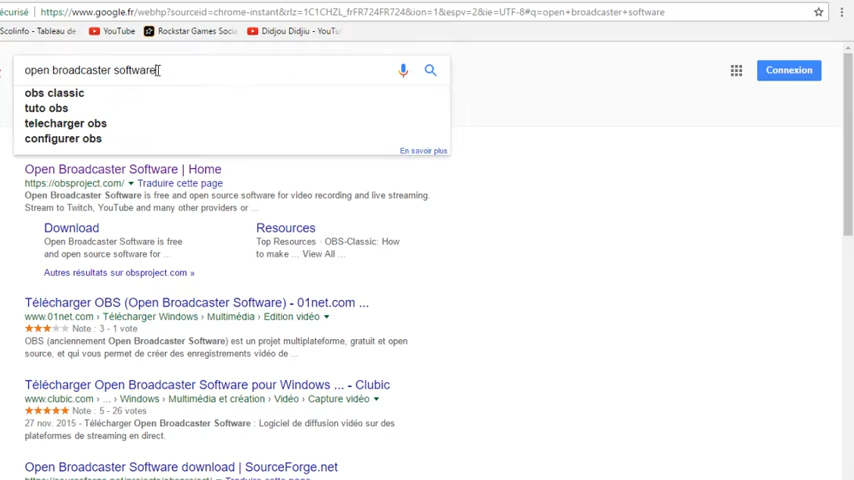 écurisé https://www.google.fr/webhp?sourceid=chrome-instant&rlz=1C1CHZL_frFR724FR724&ion=1&espv=2&ie=UTF-8#q=open+broadcaster+software
Scolinfo - Tableau de YouTube Rockstar Games Soci Didjou Didjiu - YouTub
open broadcaster software
Connexion
obs classic
tuto obs
telecharger obs
configurer obs
En savoir plus
Open Broadcaster Software | Home
https://obsproject.com/ ▾ Traduire cette page
Open Broadcaster Software is free and open source software for video recording and live streaming.
Stream to Twitch, YouTube and many other providers or ...
Download Resources
Open Broadcaster Software is free Top Resources · OBS-Classic: How
and open source software for ... to make ... View All ...
Autres résultats sur obsproject.com »
Télécharger OBS (Open Broadcaster Software) - 01net.com ...
www.01net.com › Télécharger Windows › Multimédia › Edition vidéo ▾
Note : 3 - 1 vote
OBS (anciennement Open Broadcaster Software) est un projet multiplateforme, gratuit et open
source, et qui vous permet de créer des enregistrements vidéo de ...
Télécharger Open Broadcaster Software pour Windows ... - Clubic
www.clubic.com › ... › Windows › Multimédia et création › Vidéo › Capture vidéo ▾
Note : 5 - 26 votes
27 nov. 2015 - Télécharger Open Broadcaster Software : Logiciel de diffusion vidéo sur des
plateformes de streaming en direct.
Open Broadcaster Software download | SourceForge.net